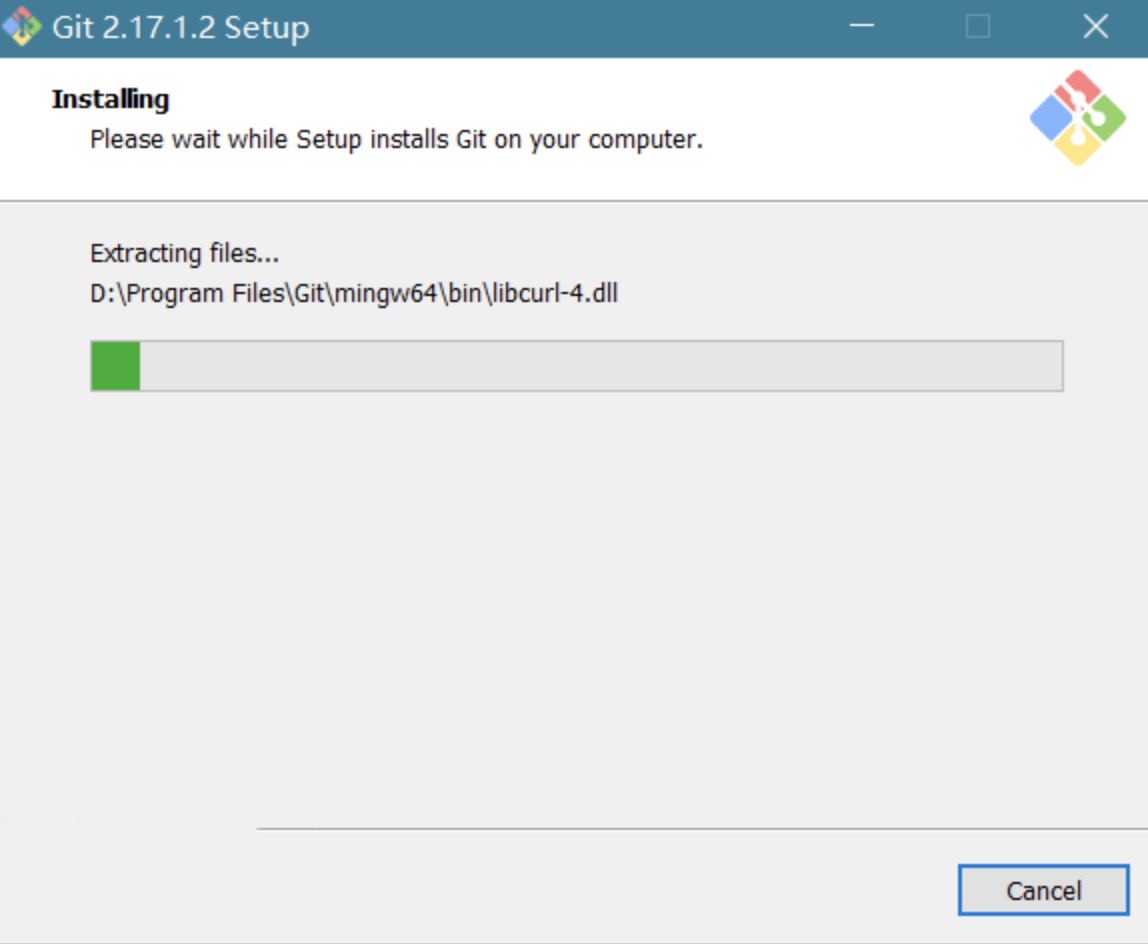 Git 2.17.1.2 Setup
Installing
Please wait while Setup installs Git on your computer.
Extracting files...
D:\Program Files\Git\mingw64\bin\libcurl-4.dll
Cancel